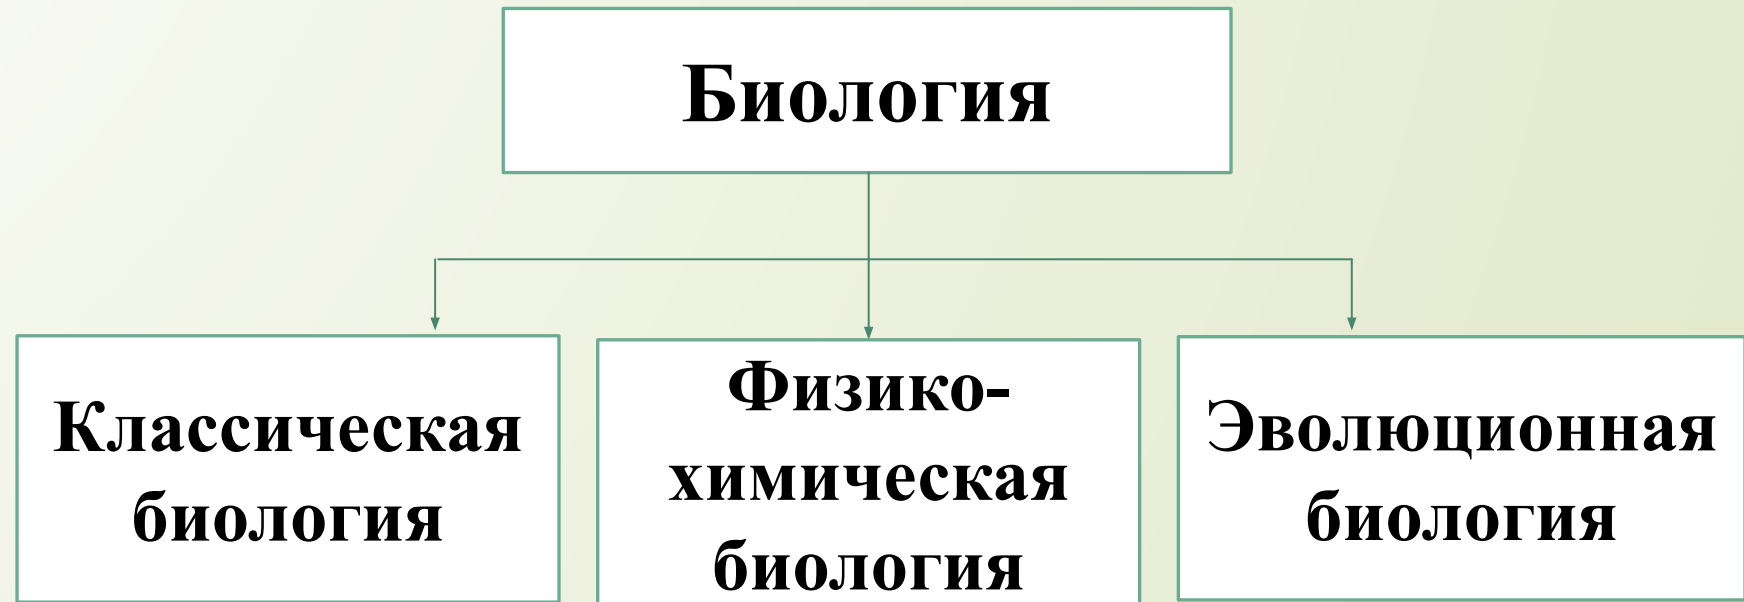 Биология
Классическая
биология
Физико-
химическая
биология
Эволюционная
биология